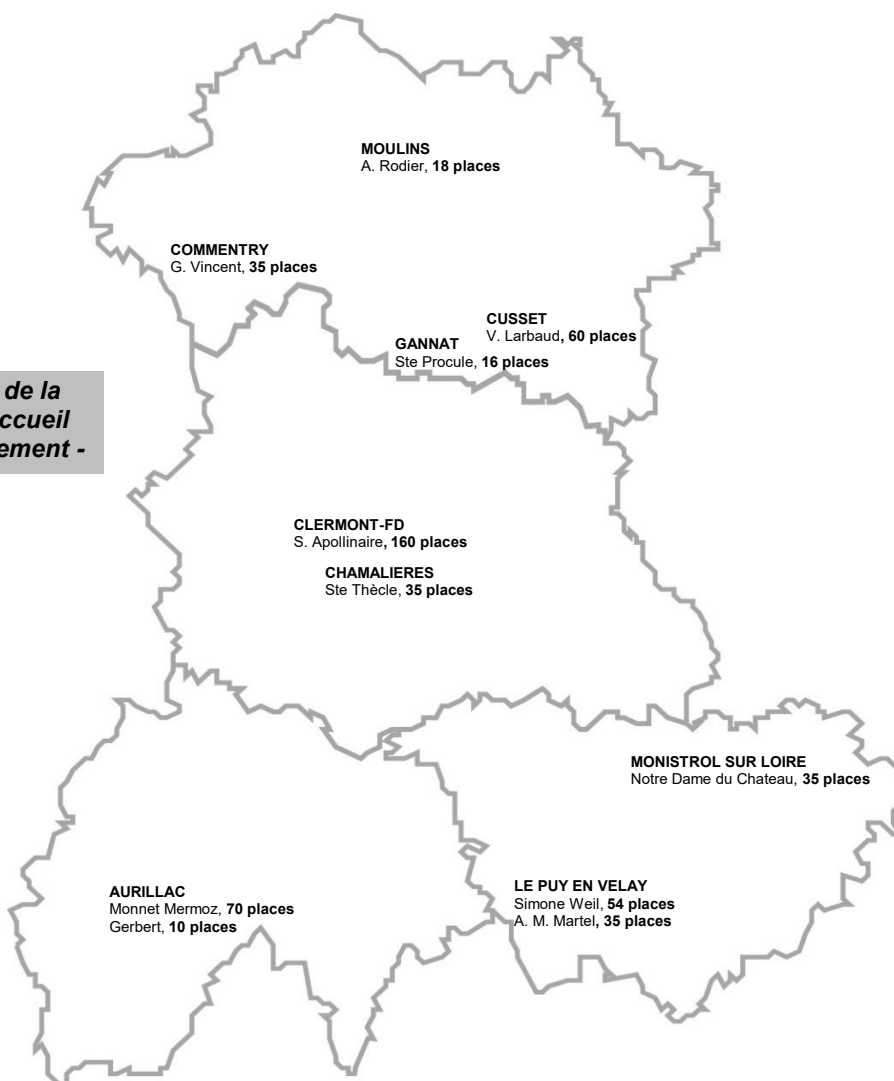 MOULINS
A. Rodier, 18 places
COMMENTRY
G. Vincent, 35 places
CUSSET
V. Larbaud, 60 places
GANNAT
Ste Procule, 16 places
de la
ccueil
ement -
CLERMONT-FD
S. Apollinaire, 160 places
CHAMALIERES
Ste Thècle, 35 places
MONISTROL SUR LOIRE
Notre Dame du Chateau, 35 places
AURILLAC
Monnet Mermoz, 70 places
Gerbert, 10 places
LE PUY EN VELAY
Simone Weil, 54 places
A. M. Martel, 35 places